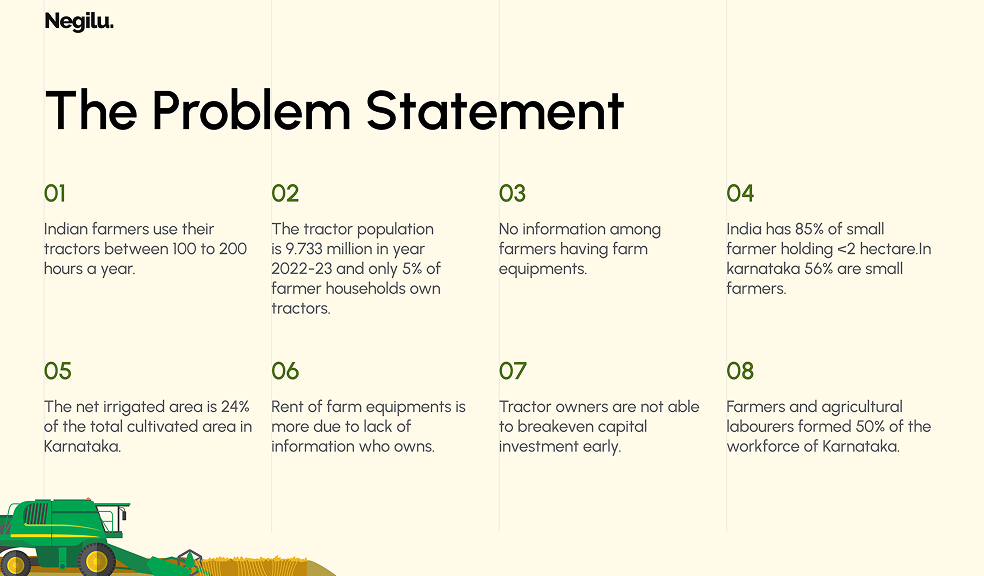 Negilu.
The Problem Statement
01
Indian farmers use their
tractors between 100 to 200
hours a year.
02
The tractor population
is 9.733 million in year
2022-23 and only 5% of
farmer households own
tractors.
03
No information among
farmers having farm
equipments.
04
India has 85% of small
farmer holding <2 hectare.In
karnataka 56% are small
farmers.
05
The net irrigated area is 24%
of the total cultivated area in
Karnataka.
06
Rent of farm equipments is
more due to lack of
information who owns.
07
Tractor owners are not able
to breakeven capital
investment early.
08
Farmers and agricultural
labourers formed 50% of the
workforce of Karnataka.